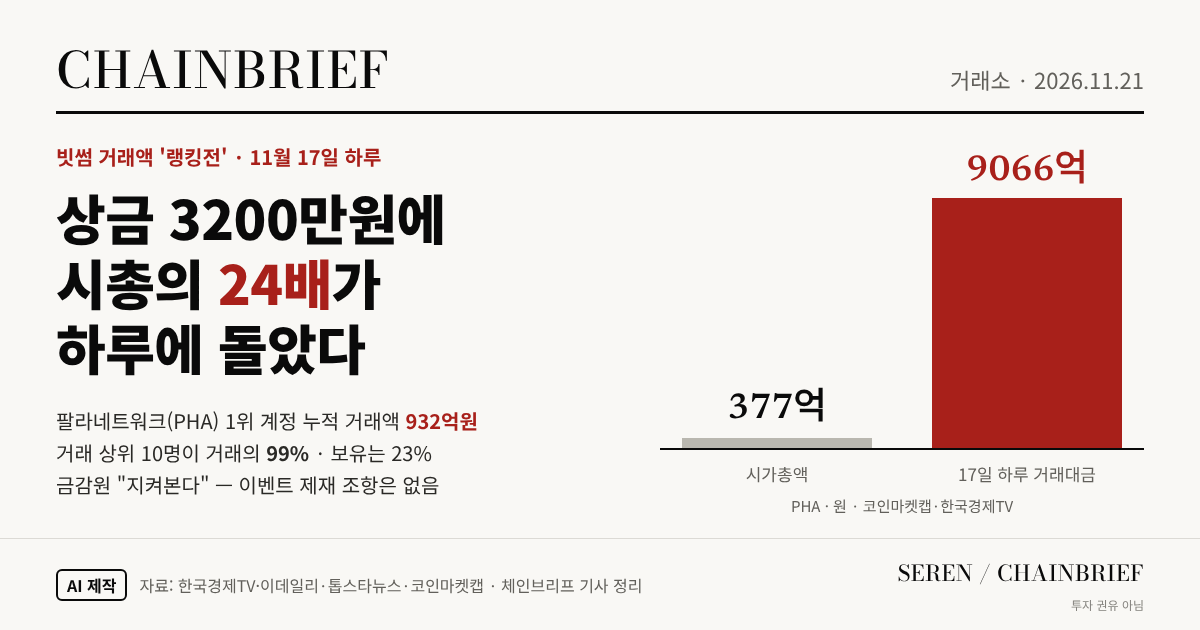 CHAINBRIEF
거래소 · 2026.11.21
빗썸 거래액 '랭킹전' · 11월 17일 하루
상금 3200만원에
시총의 24배가
하루에 돌았다
팔라네트워크(PHA) 1위 계정 누적 거래액 932억원
거래 상위 10명이 거래의 99% · 보유는 23%
금감원 "지켜본다" — 이벤트 제재 조항은 없음
9066억
377억
시가총액
17일 하루 거래대금
PHA · 원 · 코인마켓캡·한국경제TV
AI 제작
자료: 한국경제TV·이데일리·톱스타뉴스·코인마켓캡 · 체인브리프 기사 정리
SEREN / CHAINBRIEF
투자 권유 아님